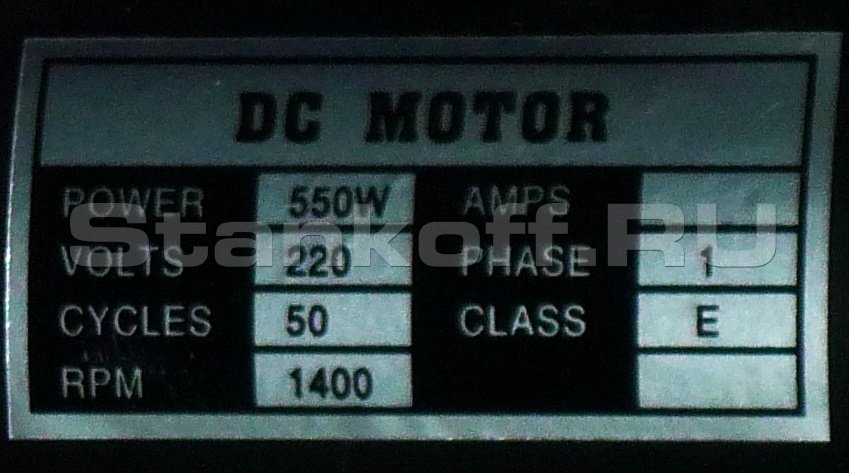 DC MOTOR
POWER 550W AMPS
Stankoff.RU
VOLTS 220 PHASE 1
CYCLES 50 CLASS E
RPM 1400